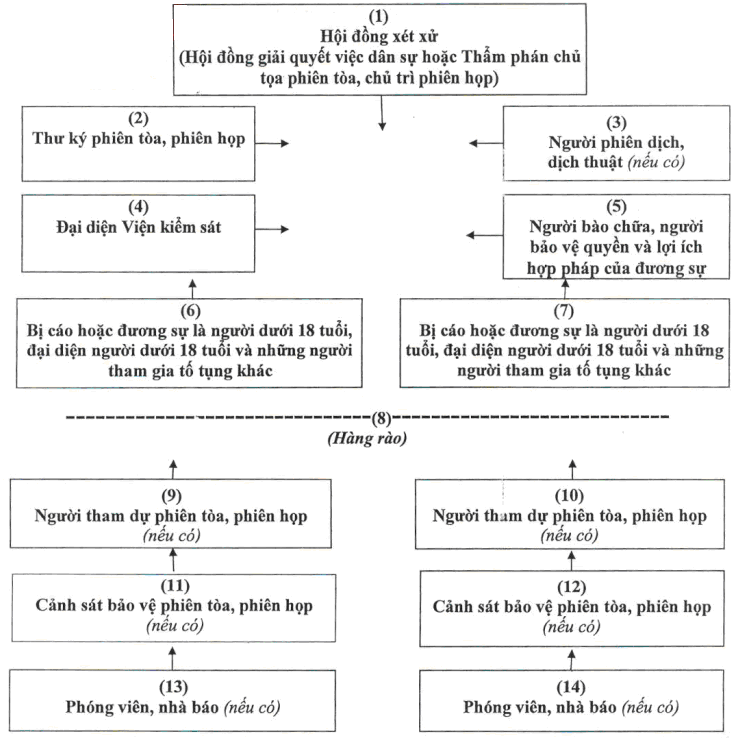 (1)
Hội đồng xét xử
(Hội đồng giải quyết việc dân sự hoặc Thẩm phán chủ
tọa phiên tòa, chủ trì phiên họp)
(2)
Thư ký phiên tòa, phiên họp
(3)
Người phiên dịch,
dịch thuật (nếu có)
(4)
Đại diện Viện kiểm sát
(5)
Người bào chữa, người
bảo vệ quyền và lợi ích
hợp pháp của đương sự
(6)
Bị cáo hoặc đương sự là người dưới 18 tuổi,
đại diện người dưới 18 tuổi và những người
tham gia tố tụng khác
(7)
Bị cáo hoặc đương sự là người dưới 18
tuổi, đại diện người dưới 18 tuổi và những
người tham gia tố tụng khác
(8)
(Hàng rào)
(9)
Người tham dự phiên tòa, phiên họp
(nếu có)
(10)
Người tham dự phiên tòa, phiên họp
(nếu có)
(11)
Cảnh sát bảo vệ phiên tòa, phiên họp
(nếu có)
(12)
Cảnh sát bảo vệ phiên tòa, phiên họp
(nếu có)
(13)
Phóng viên, nhà báo (nếu có)
(14)
Phóng viên, nhà báo (nếu có)